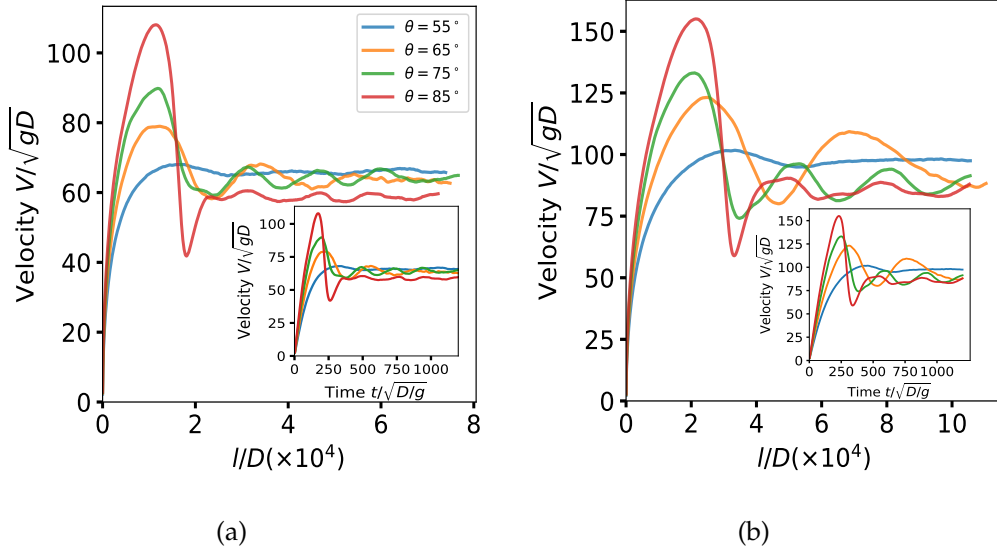 Velocity V/√gD
100
80
60
40
20
0
θ = 55°
θ = 65°
θ = 75°
θ = 85°
Velocity V/√gD
100
75
50
25
0
0 250 500 750 1000
Time t/√D/g
0 2 4 6 8
l/D(×10⁴)
(a)
Velocity V/√gD
150
125
100
75
50
25
0
Velocity V/√gD
150
125
100
75
50
25
0
0 250 500 750 1000
Time t/√D/g
0 2 4 6 8 10
l/D(×10⁴)
(b)